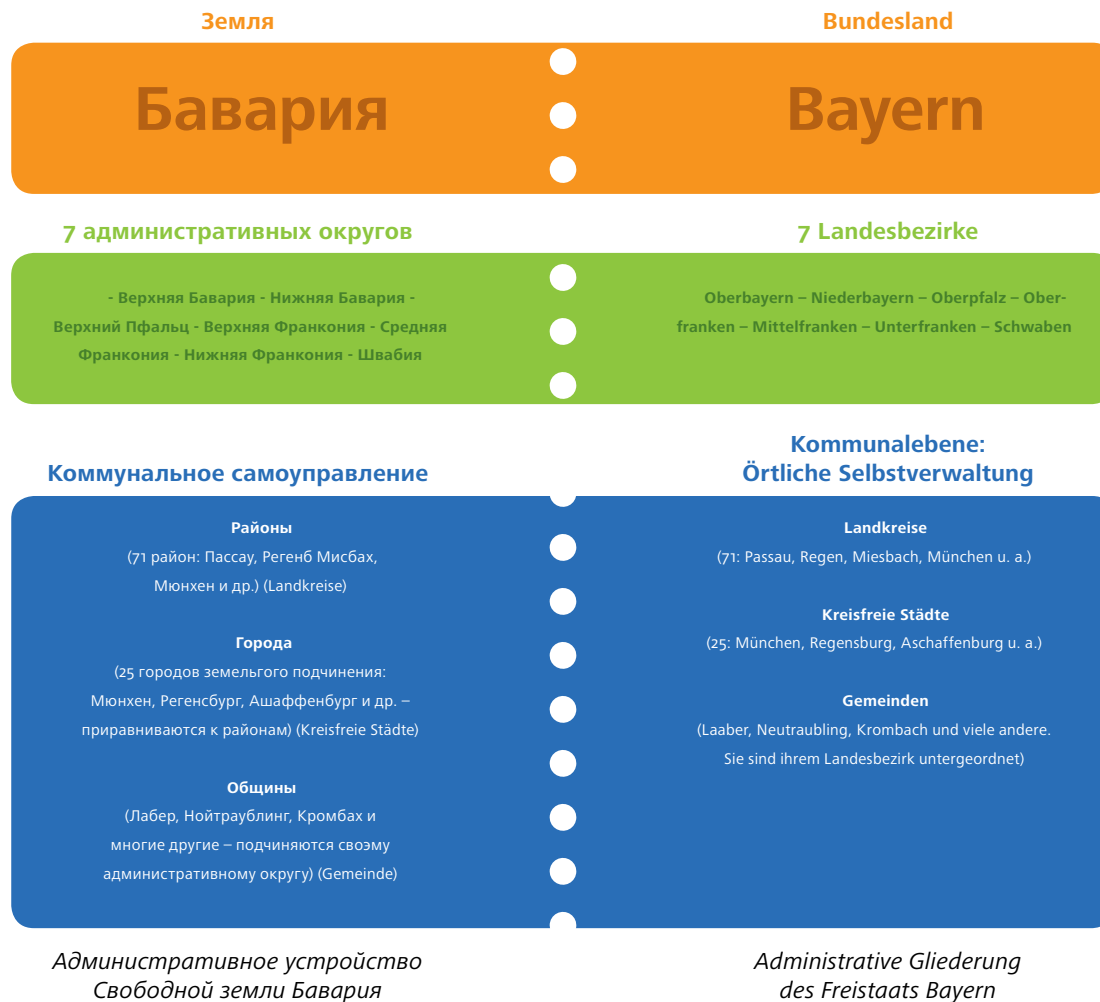 Земля
Бавария
7 административных округов
- Верхняя Бавария - Нижняя Бавария -
Верхний Пфальц - Верхняя Франкония - Средняя
Франкония - Нижняя Франкония - Швабия
Коммунальное самоуправление
Районы
(71 район: Пассау, Регенб Мисбах,
Мюнхен и др.) (Landkreise)
Города
(25 городов земельгого подчинения:
Мюнхен, Регенсбург, Ашаффенбург и др. –
приравниваются к районам) (Kreisfreie Städte)
Общины
(Лабер, Нойтраублинг, Кромбах и
многие другие – подчиняются своэму
административному округу) (Gemeinde)
Административное устройство
Свободной земли Бавария
Bundesland
Bayern
7 Landesbezirke
Oberbayern – Niederbayern – Oberpfalz – Ober-
franken – Mittelfranken – Unterfranken – Schwaben
Kommunalebene:
Örtliche Selbstverwaltung
Landkreise
(71: Passau, Regen, Miesbach, München u. a.)
Kreisfreie Städte
(25: München, Regensburg, Aschaffenburg u. a.)
Gemeinden
(Laaber, Neutraubling, Krombach und viele andere.
Sie sind ihrem Landesbezirk untergeordnet)
Administrative Gliederung
des Freistaats Bayern